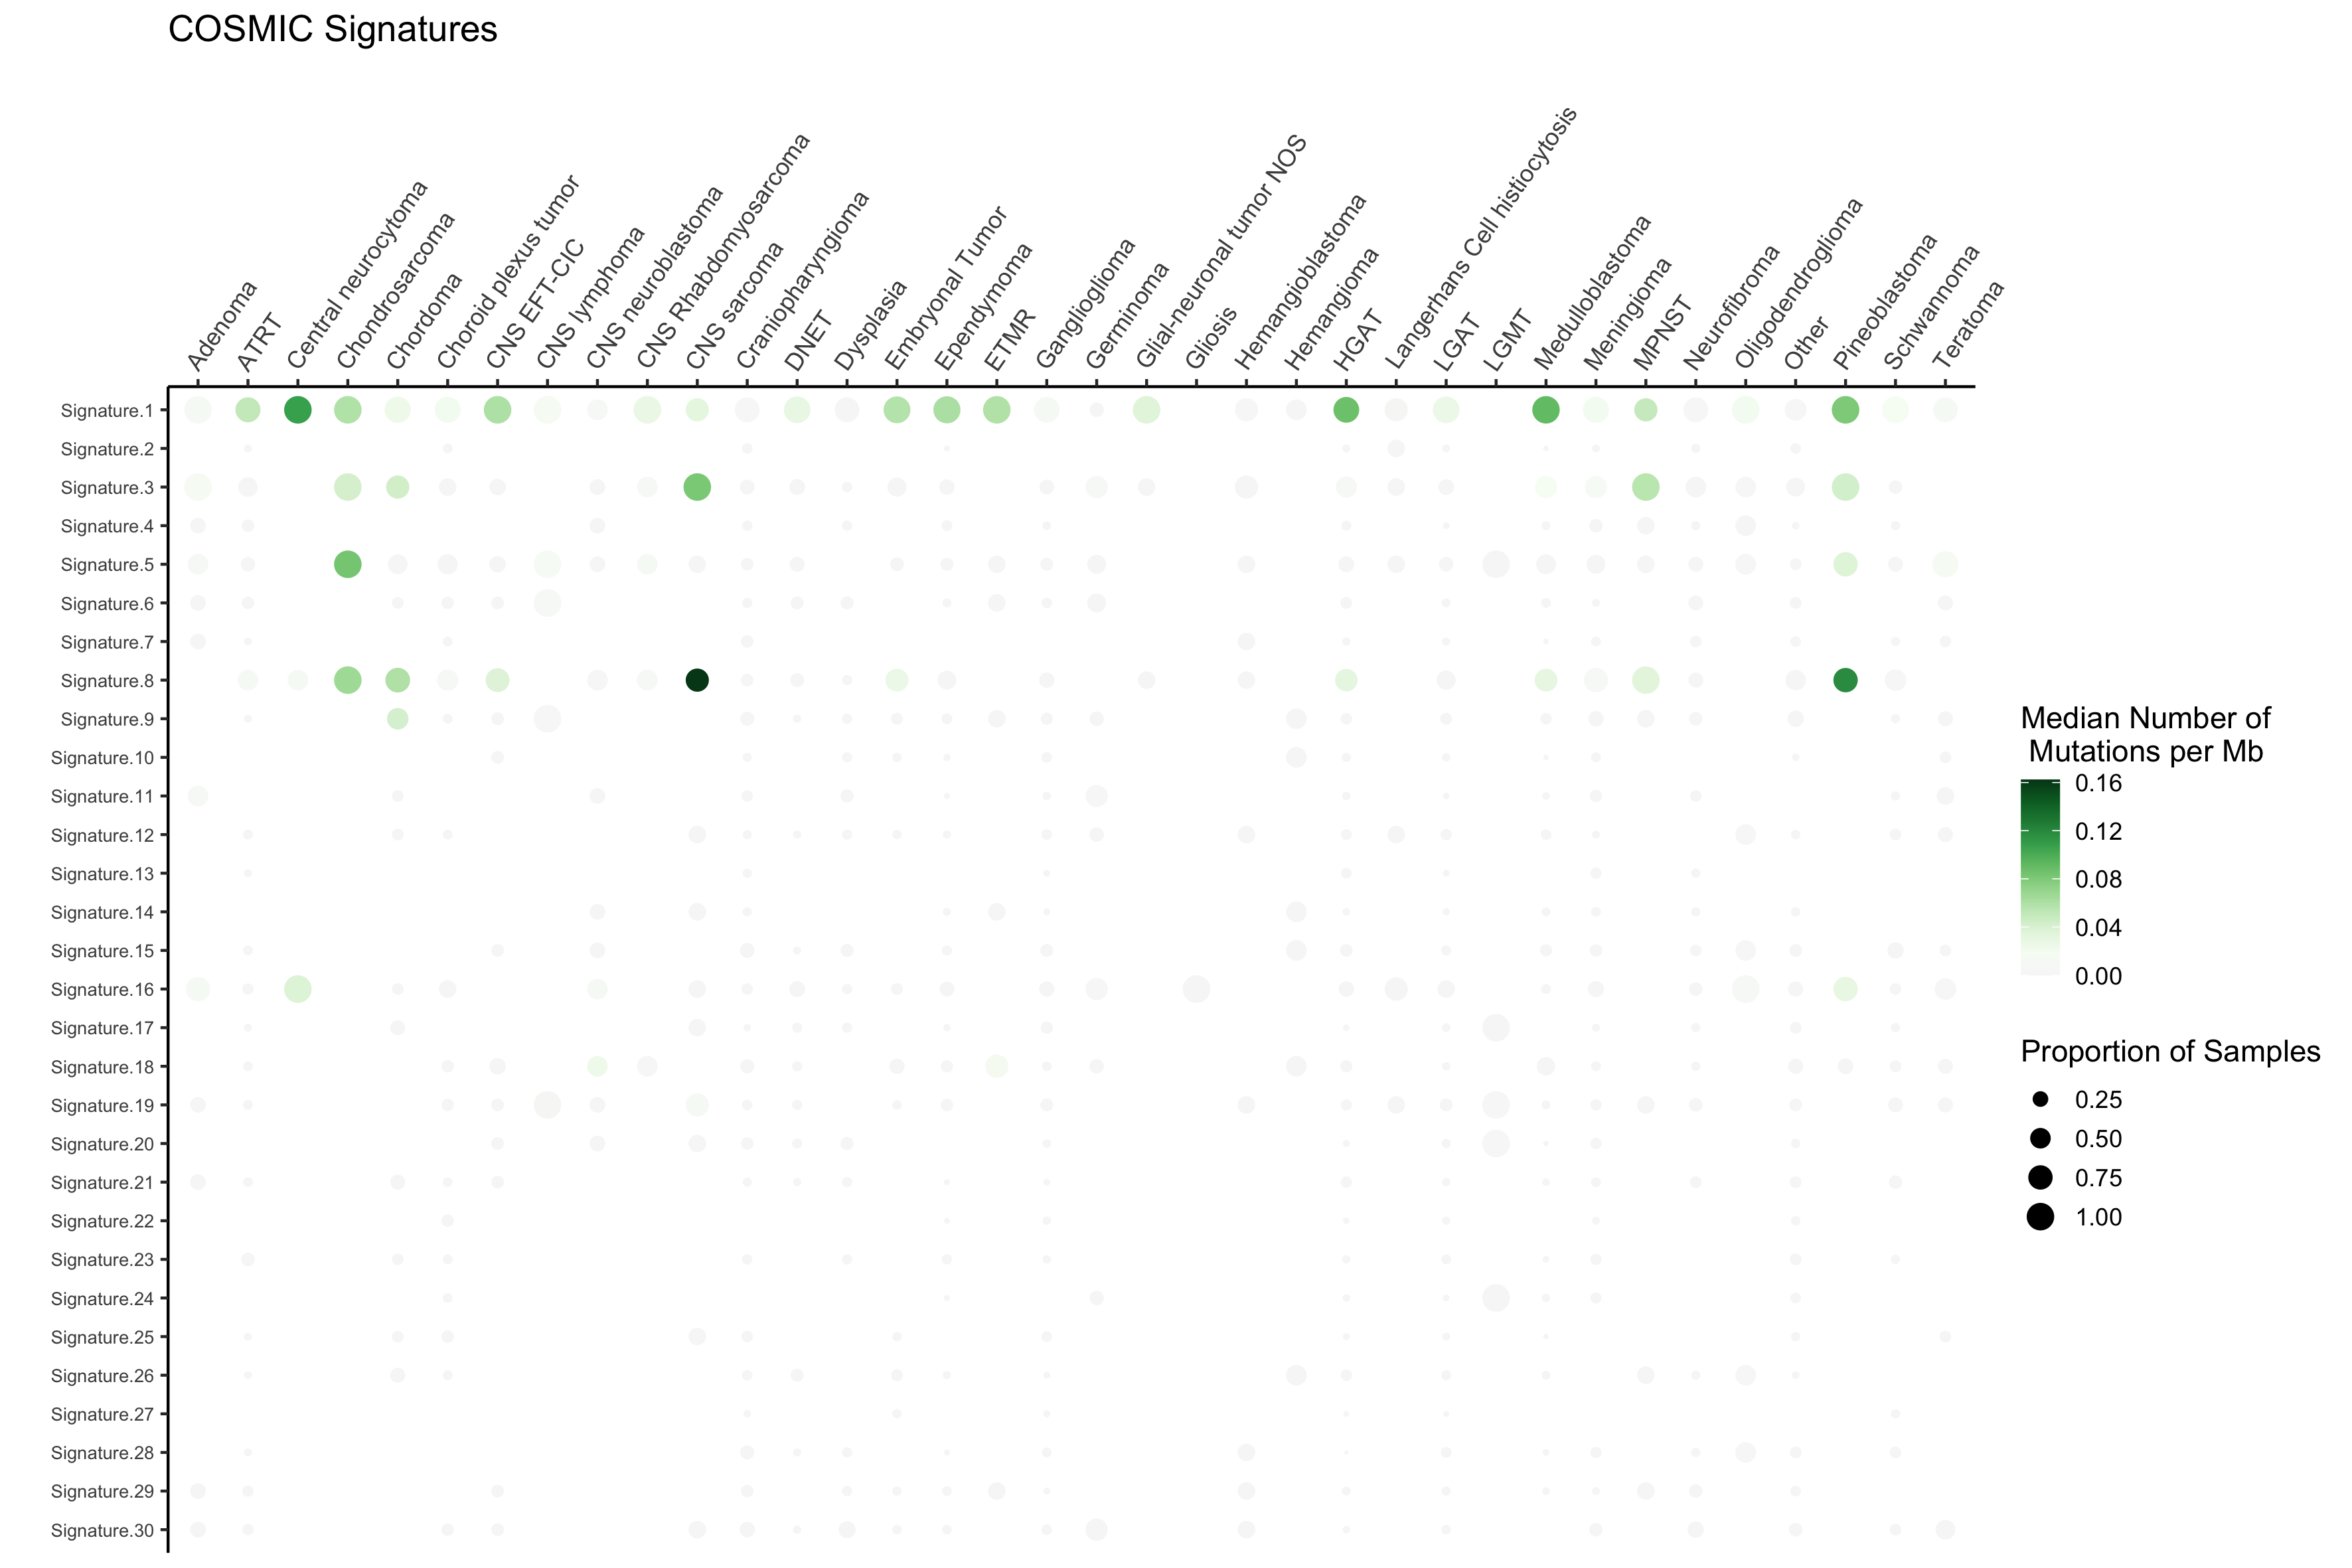 COSMIC Signatures
Adenoma
ATRT
Central neurocytoma
Chondrosarcoma
Chordoma
Choroid plexus tumor
CNS EFT-CIC
CNS lymphoma
CNS neuroblastoma
CNS Rhabdomyosarcoma
CNS sarcoma
Craniopharyngioma
DNET
Dysplasia
Embryonal Tumor
Ependymoma
ETMR
Ganglioglioma
Germinoma
Glial-neuronal tumor NOS
Gliosis
Hemangioblastoma
Hemangioma
HGAT
Langerhans Cell histiocytosis
LGAT
LGMT
Medulloblastoma
Meningioma
MPNST
Neurofibroma
Oligodendroglioma
Other
Pineoblastoma
Schwannoma
Teratoma
Signature.1
Signature.2
Signature.3
Signature.4
Signature.5
Signature.6
Signature.7
Signature.8
Signature.9
Signature.10
Signature.11
Signature.12
Signature.13
Signature.14
Signature.15
Signature.16
Signature.17
Signature.18
Signature.19
Signature.20
Signature.21
Signature.22
Signature.23
Signature.24
Signature.25
Signature.26
Signature.27
Signature.28
Signature.29
Signature.30
Median Number of
Mutations per Mb
0.16
0.12
0.08
0.04
0.00
Proportion of Samples
0.25
0.50
0.75
1.00